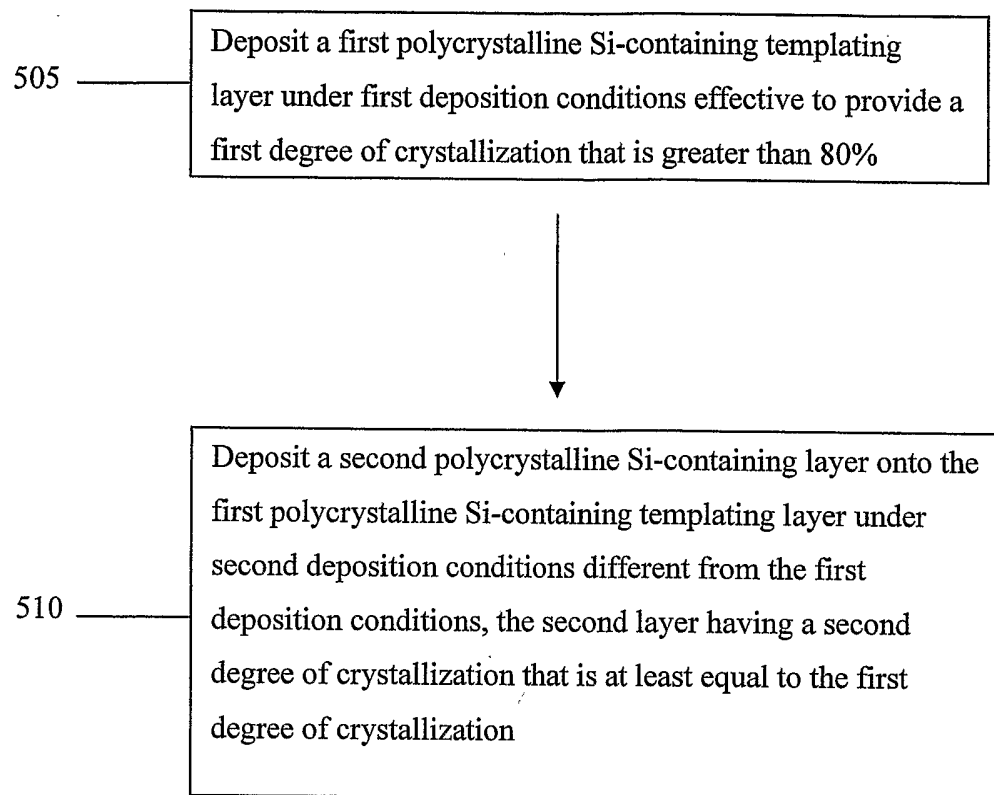 505
Deposit a first polycrystalline Si-containing templating
layer under first deposition conditions effective to provide a
first degree of crystallization that is greater than 80%
510
Deposit a second polycrystalline Si-containing layer onto the
first polycrystalline Si-containing templating layer under
second deposition conditions different from the first
deposition conditions, the second layer having a second
degree of crystallization that is at least equal to the first
degree of crystallization